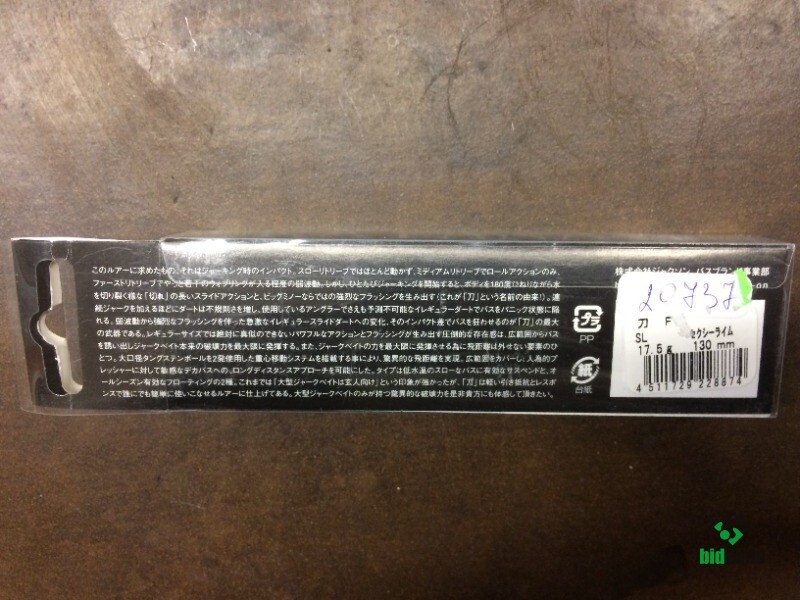 このルアーに求めたもの、それはジャーキング時のインパクト。スローリトリーブではほとんど動かず、ミディアムリトリーブでロールアクションのみ、
ファーストリトリーブでやっと若干のウォブリングが入る程度の弱波動。しかし、ひとたびジャーキングを開始すると、ボディを180度ひねりながら水
を切り裂く様な「切れ」の長いスライドアクションと、ビッグミノーならではの強烈なフラッシングを生み出す(これが「刀」という名前の由来!)。連
続ジャークを加えるほどにダートは不規則さを増し、使用しているアングラーでさえも予測不可能なイレギュラーダートでバスをパニック状態に陥
れる。弱波動から強烈なフラッシングを伴った急激なイレギュラースライドダートへの変化、そのインパクト差でバスを狂わせるのが「刀」の最大
の武器である。レギュラーサイズでは絶対に真似のできないパワフルなアクションとフラッシングが生み出す圧倒的な存在感は、広範囲からバス
を誘い出しジャークベイト本来の破壊力を最大限に発揮する。また、ジャークベイトの力を最大限に発揮させる為に飛距離は外せない要素のひ
とつ。大口径タングステンボールを2発使用した重心移動システムを搭載する事により、驚異的な飛距離を実現。広範囲をカバーし、人為的プ
レッシャーに対して敏感なデカバスへの、ロングディスタンスアプローチを可能にした。タイプは低水温のスローなバスに有効なサスペンドと、オ
ールシーズン有効なフローティングの2種。これまでは「大型ジャークベイトは玄人向け」という印象が強かったが、「刀」は軽い引き抵抗とレスポ
ンスで誰にでも簡単に使いこなせるルアーに仕上げてある。大型ジャークベイトのみが持つ驚異的な破壊力を是非貴方にも体感して頂きたい。
プラ
PP
紙
台紙
株式会社ジャクソン バスブランド事業部
20737
刀 F セクシーライム
SL 130 mm
17.5g
4 511729 228874
bid